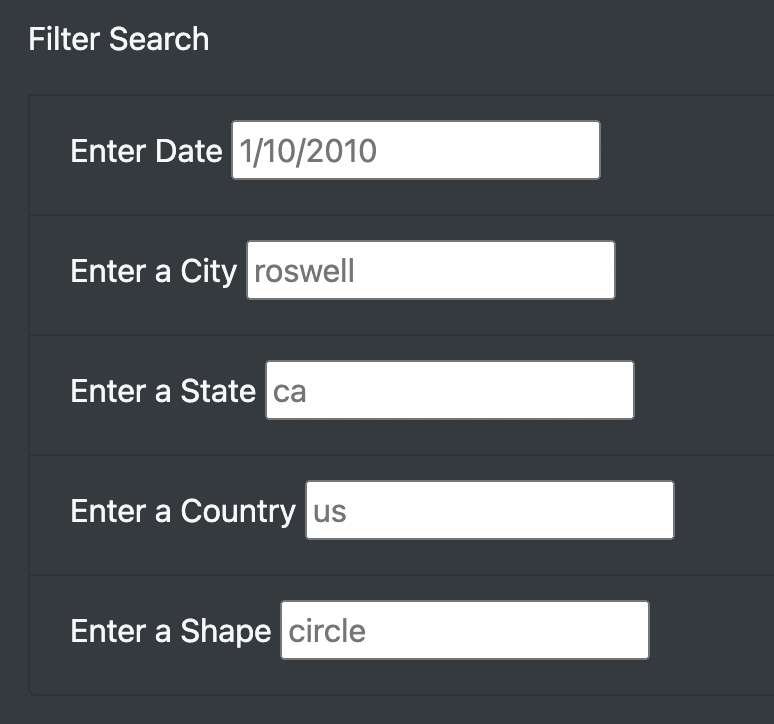 Filter Search
Enter Date 1/10/2010
Enter a City roswell
Enter a State ca
Enter a Country us
Enter a Shape circle